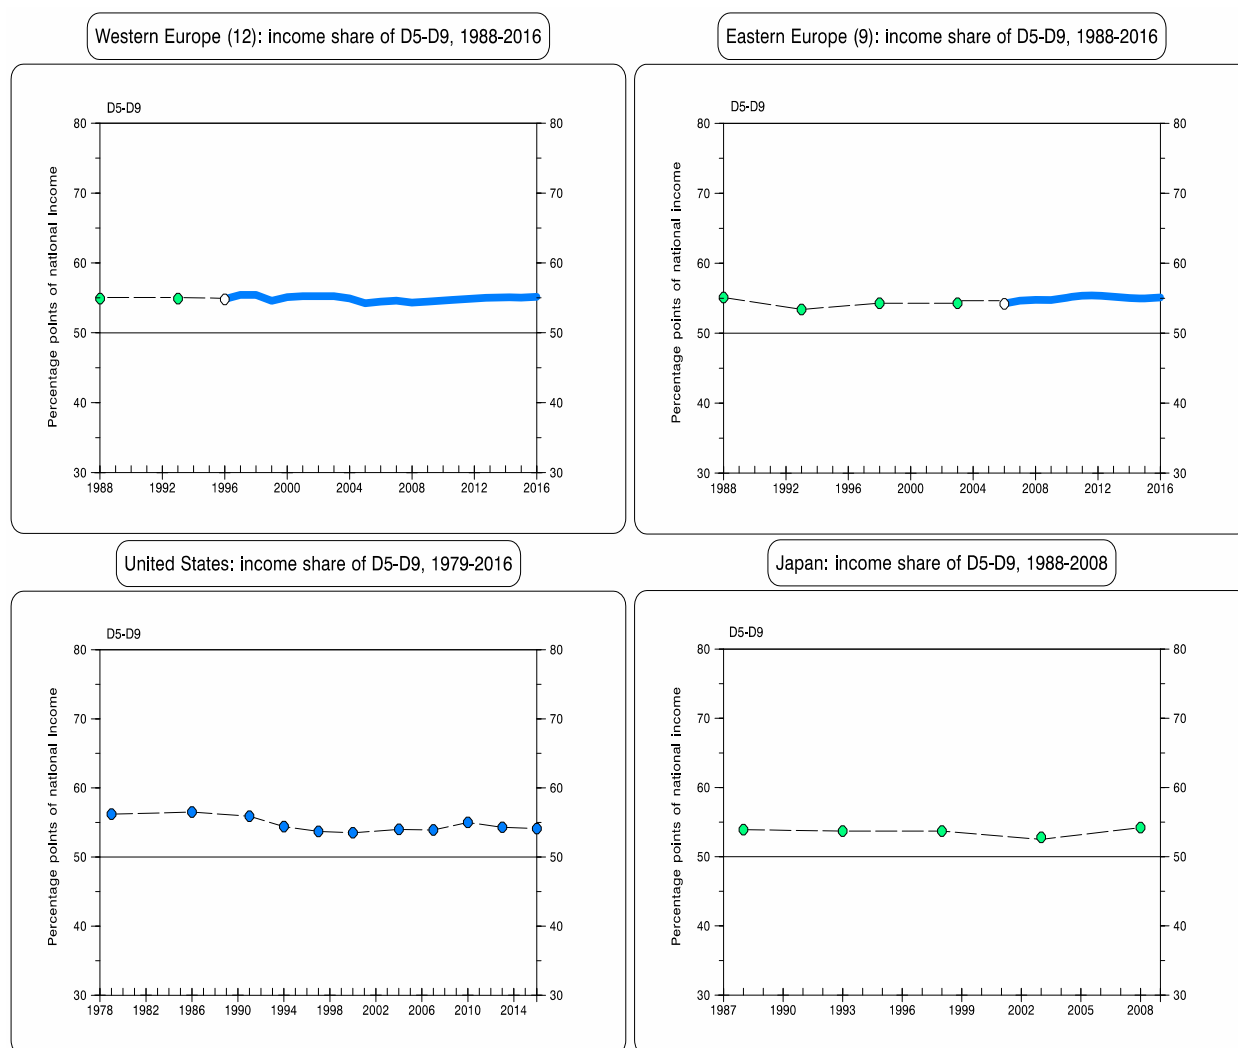 Western Europe (12): income share of D5-D9, 1988-2016
D5-D9
Percentage points of national Income
80 80
70 70
60 60
50 50
40 40
30 30
1988 1992 1996 2000 2004 2008 2012 2016
Eastern Europe (9): income share of D5-D9, 1988-2016
D5-D9
Percentage points of national income
80 80
70 70
60 60
50 50
40 40
30 30
1988 1992 1996 2000 2004 2008 2012 2016
United States: income share of D5-D9, 1979-2016
D5-D9
Percentage points of national income
80 80
70 70
60 60
50 50
40 40
30 30
1978 1982 1986 1990 1994 1998 2002 2006 2010 2014
Japan: income share of D5-D9, 1988-2008
D5-D9
Percentage points of national income
80 80
70 70
60 60
50 50
40 40
30 30
1987 1990 1993 1996 1999 2002 2005 2008